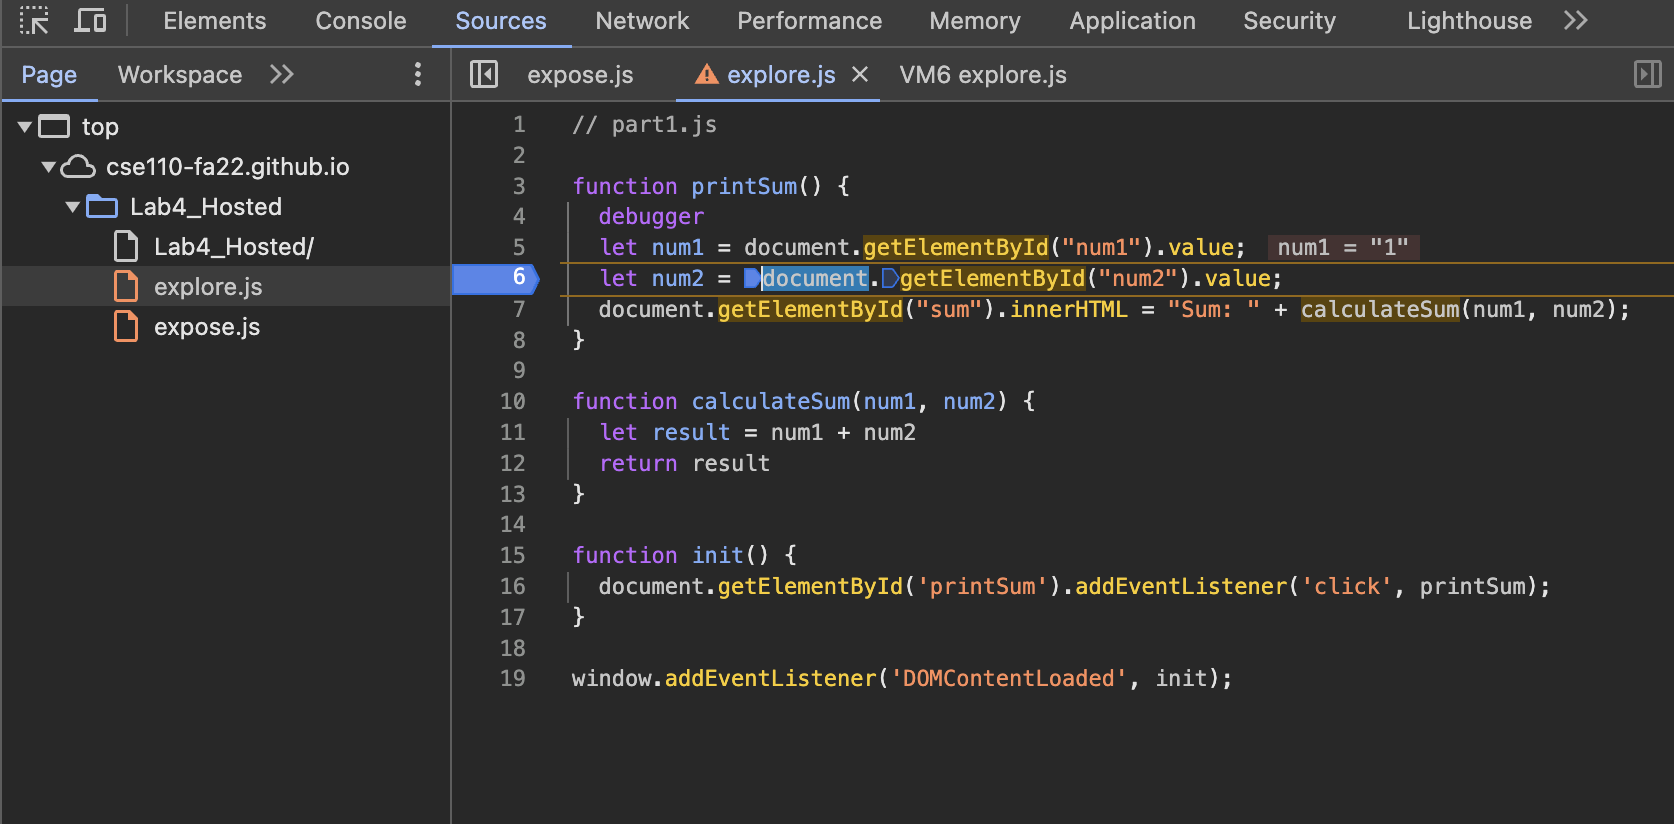 Elements Console Sources Network Performance Memory Application Security Lighthouse
Page Workspace expose.js explore.js VM6 explore.js
top
cse110-fa22.github.io
Lab4_Hosted
Lab4_Hosted/
explore.js
expose.js
1 // part1.js
2
3 function printSum() {
4   debugger
5   let num1 = document.getElementById("num1").value; num1 = "1"
6   let num2 = document.getElementById("num2").value;
7   document.getElementById("sum").innerHTML = "Sum: " + calculateSum(num1, num2);
8 }
9
10 function calculateSum(num1, num2) {
11   let result = num1 + num2
12   return result
13 }
14
15 function init() {
16   document.getElementById('printSum').addEventListener('click', printSum);
17 }
18
19 window.addEventListener('DOMContentLoaded', init);